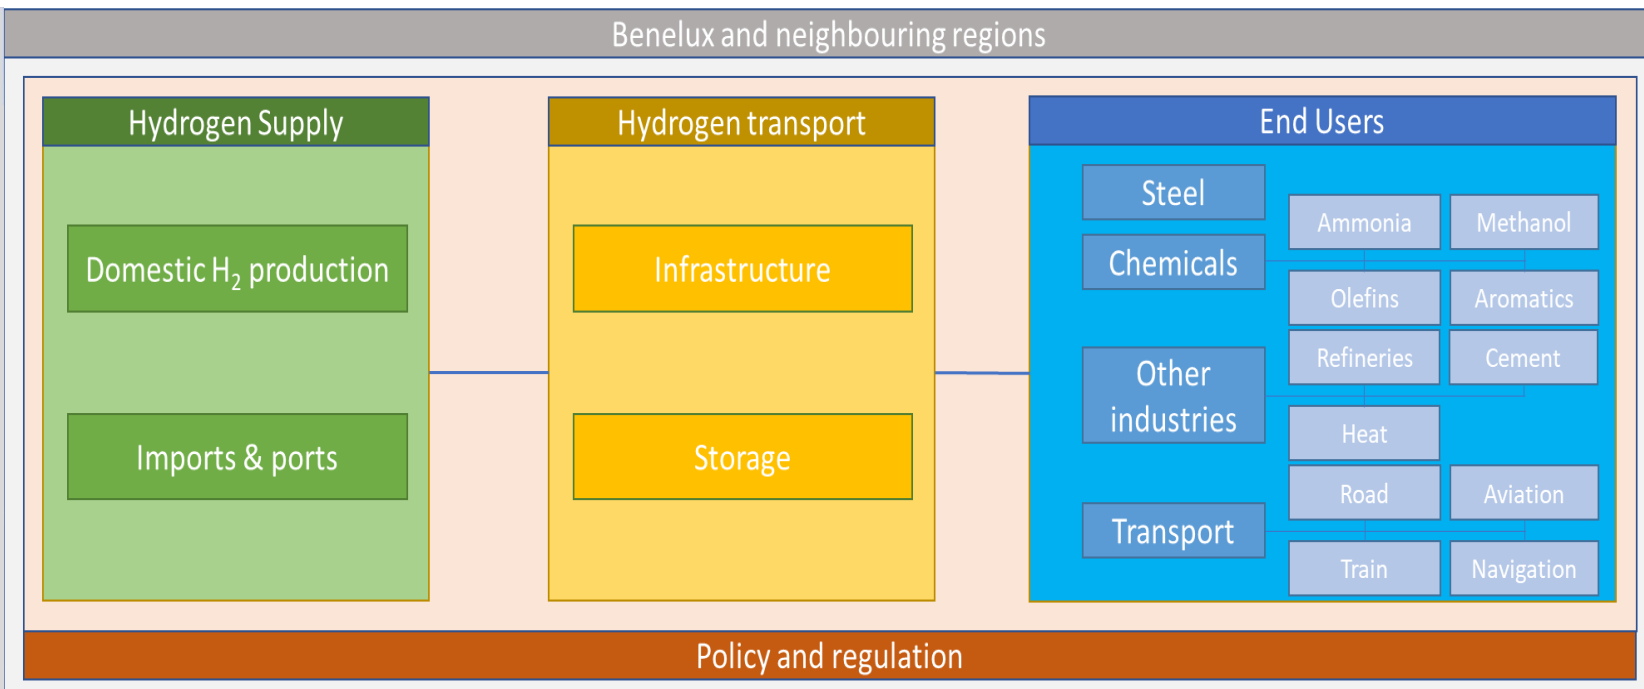 Benelux and neighbouring regions
Hydrogen Supply
Domestic H₂ production
Imports & ports
Hydrogen transport
Infrastructure
Storage
End Users
Steel
Chemicals
Ammonia
Methanol
Olefins
Aromatics
Other
industries
Refineries
Cement
Heat
Transport
Road
Aviation
Train
Navigation
Policy and regulation